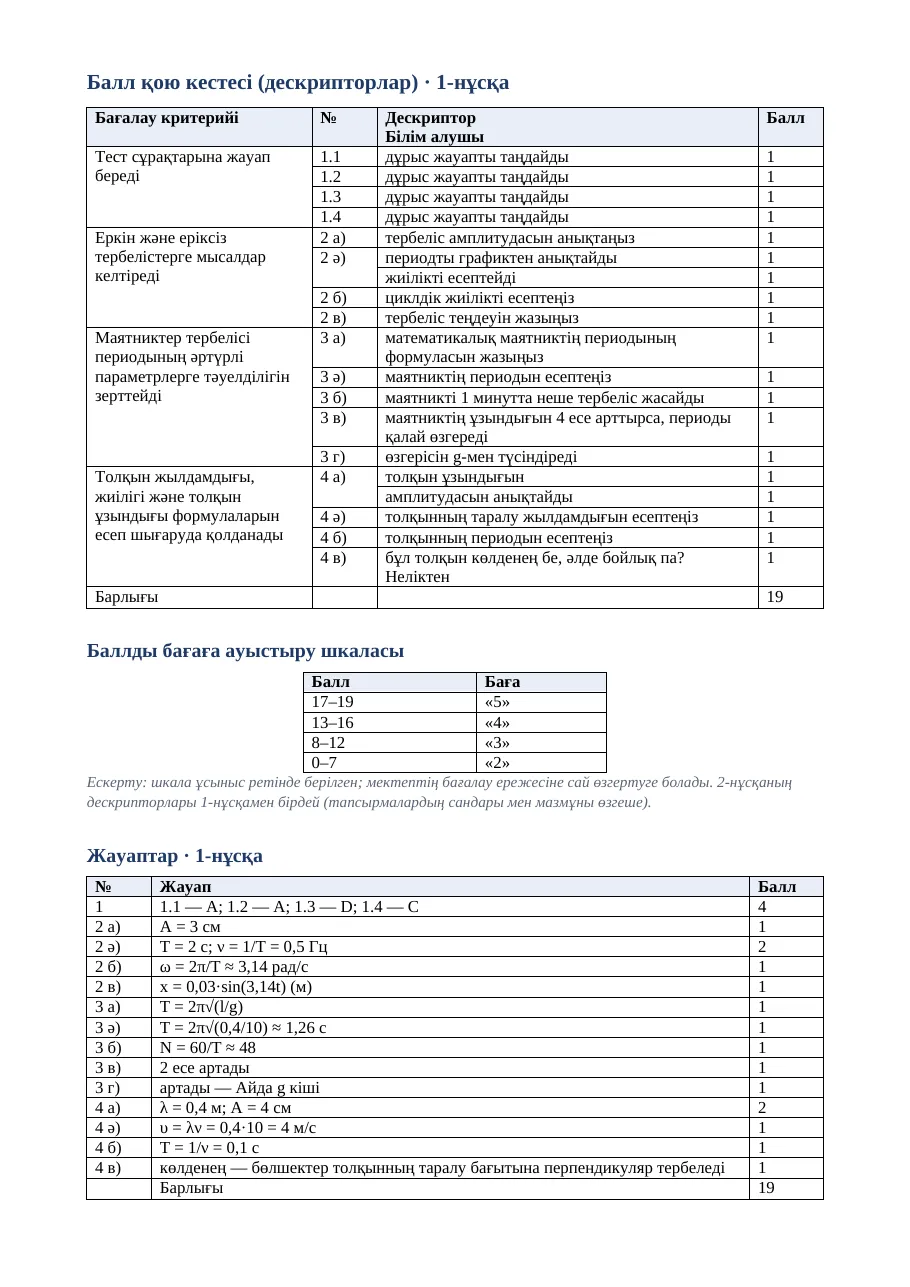 Балл қою кестесі (дескрипторлар) · 1-нұсқа
Бағалау критерийі № Дескриптор Балл
Білім алушы
Тест сұрақтарына жауап 1.1 дұрыс жауапты таңдайды 1
береді 1.2 дұрыс жауапты таңдайды 1
1.3 дұрыс жауапты таңдайды 1
1.4 дұрыс жауапты таңдайды 1
Еркін және еріксіз 2 а) тербеліс амплитудасын анықтаңыз 1
тербелістерге мысалдар 2 ә) периодты графиктен анықтайды 1
келтіреді жиілікті есептейді 1
2 б) циклдік жиілікті есептеңіз 1
2 в) тербеліс теңдеуін жазыңыз 1
Маятниктер тербелісі 3 а) математикалық маятниктің периодының 1
периодының әртүрлі формуласын жазыңыз
параметрлерге тәуелділігін 3 ә) маятниктің периодын есептеңіз 1
зерттейді 3 б) маятникті 1 минутта неше тербеліс жасайды 1
3 в) маятниктің ұзындығын 4 есе арттырса, периоды 1
қалай өзгереді
3 г) өзгерісін g-мен түсіндіреді 1
Толқын жылдамдығы, 4 а) толқын ұзындығын 1
жиілігі және толқын амплитудасын анықтайды 1
ұзындығы формулаларын 4 ә) толқынның таралу жылдамдығын есептеңіз 1
есеп шығаруда қолданады 4 б) толқынның периодын есептеңіз 1
4 в) бұл толқын көлденең бе, әлде бойлық па? 1
Неліктен
Барлығы 19
Баллды бағаға ауыстыру шкаласы
Балл Баға
17–19 «5»
13–16 «4»
8–12 «3»
0–7 «2»
Ескерту: шкала ұсыныс ретінде берілген; мектептің бағалау ережесіне сай өзгертуге болады. 2-нұсқаның
дескрипторлары 1-нұсқамен бірдей (тапсырмалардың сандары мен мазмұны өзгеше).
Жауаптар · 1-нұсқа
№ Жауап Балл
1 1.1 — A; 1.2 — A; 1.3 — D; 1.4 — C 4
2 а) A = 3 см 1
2 ә) T = 2 с; ν = 1/T = 0,5 Гц 2
2 б) ω = 2π/T ≈ 3,14 рад/с 1
2 в) x = 0,03·sin(3,14t) (м) 1
3 а) T = 2π√(l/g) 1
3 ә) T = 2π√(0,4/10) ≈ 1,26 с 1
3 б) N = 60/T ≈ 48 1
3 в) 2 есе артады 1
3 г) артады — Айда g кіші 1
4 а) λ = 0,4 м; A = 4 см 2
4 ә) υ = λν = 0,4·10 = 4 м/с 1
4 б) T = 1/ν = 0,1 с 1
4 в) көлденең — бөлшектер толқынның таралу бағытына перпендикуляр тербеледі 1
Барлығы 19